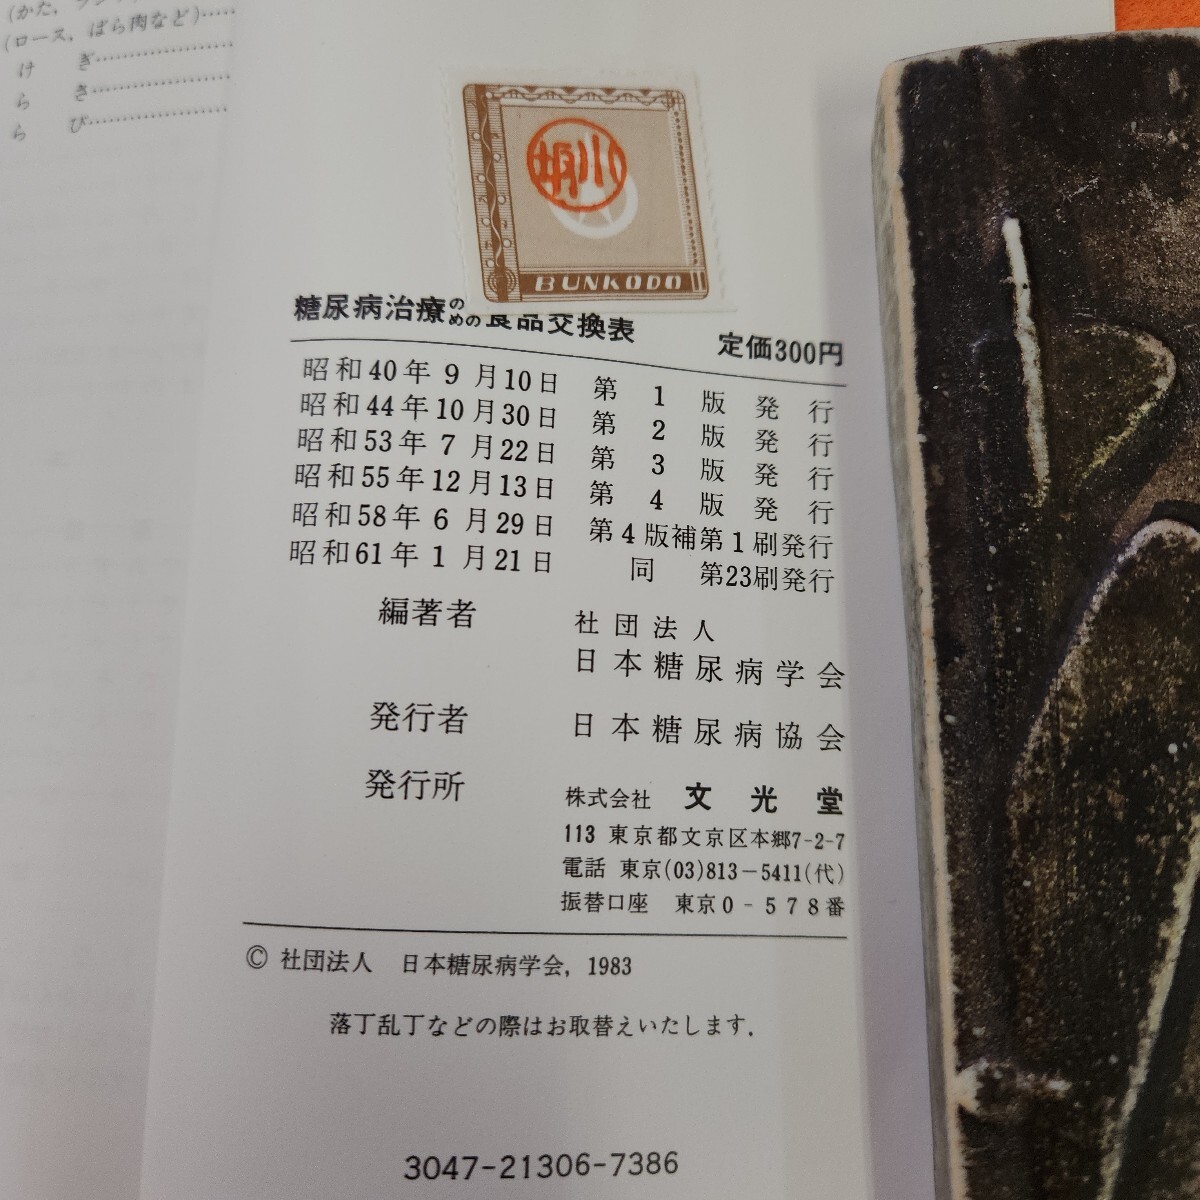 (ロース，ばら肉など)
け ぎ
ら さ
ら び
BUNKODO
糖尿病治療のための食品交換表 定価300円
昭和40年9月10日 第1版発行
昭和44年10月30日 第2版発行
昭和53年7月22日 第3版発行
昭和55年12月13日 第4版発行
昭和58年6月29日 第4版補第1刷発行
昭和61年1月21日 同 第23刷発行
編著者 社団法人
日本糖尿病学会
発行者 日本糖尿病協会
発行所 株式会社 文光堂
113 東京都文京区本郷7-2-7
電話 東京(03)813－5411(代)
振替口座 東京0-578番
© 社団法人 日本糖尿病学会，1983
落丁乱丁などの際はお取替えいたします．
3047-21306-7386